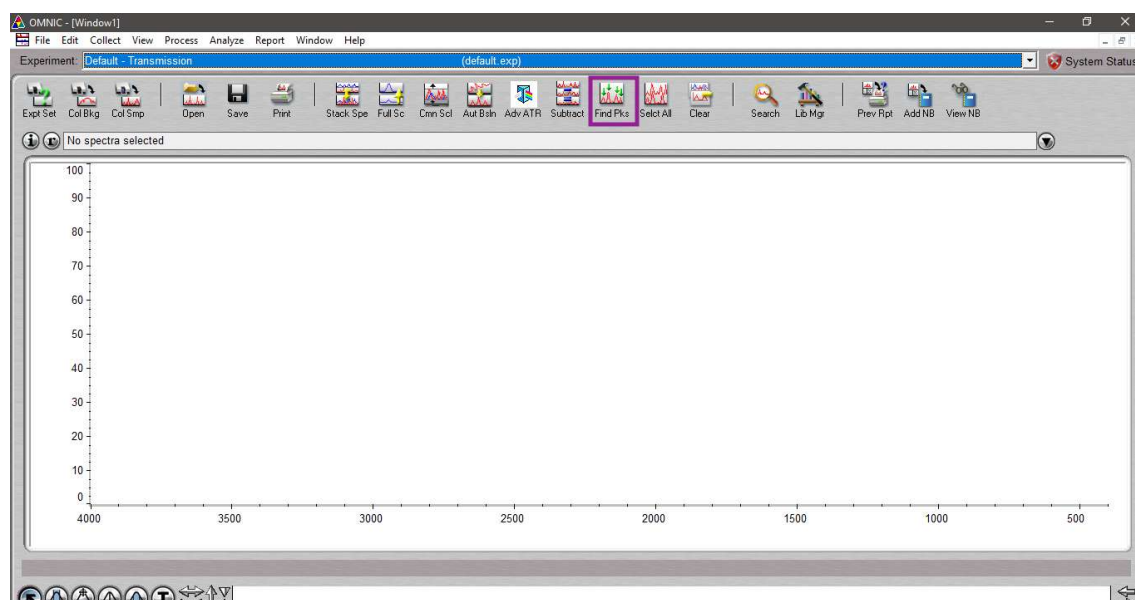 OMNIC - [Window1]
File Edit Collect View Process Analyze Report Window Help
Experiment: Default - Transmission (default.exp) System Status
Expt Set Col Bkg Col Smp Open Save Print Stack Spe Full Sc Cmn Scl Aut Bsln Adv ATR Subtract Find Pks Selct All Clear Search Lib Mgr Prev Rpt Add NB View NB
No spectra selected
100
90
80
70
60
50
40
30
20
10
0
4000 3500 3000 2500 2000 1500 1000 500